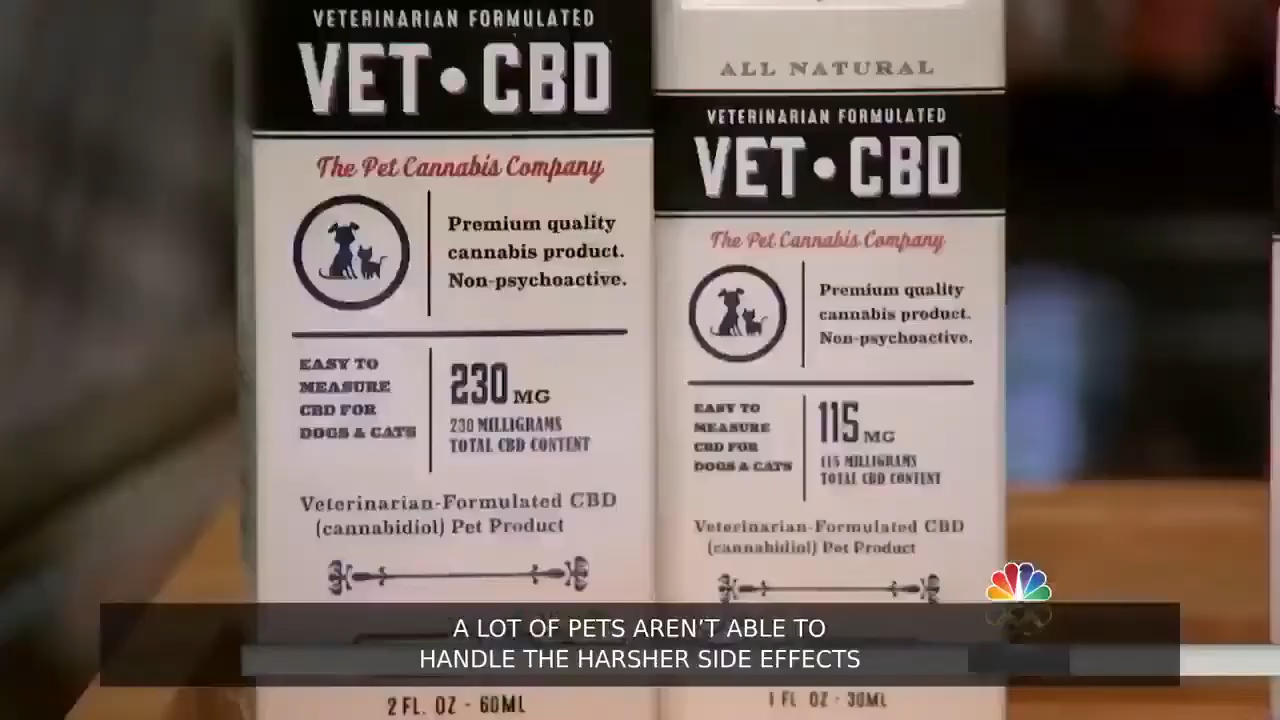 VETERINARIAN FORMULATED
VET • CBD
The Pet Cannabis Company
Premium quality
cannabis product.
Non-psychoactive.
EASY TO
MEASURE
CBD FOR
DOGS & CATS
230 MG
230 MILLIGRAMS
TOTAL CBD CONTENT
Veterinarian-Formulated CBD
(cannabidiol) Pet Product
2 FL. OZ - 60ML
ALL NATURAL
VETERINARIAN FORMULATED
VET • CBD
The Pet Cannabis Company
Premium quality
cannabis product.
Non-psychoactive.
EASY TO
MEASURE
CBD FOR
DOGS & CATS
115 MG
115 MILLIGRAMS
TOTAL CBD CONTENT
Veterinarian-Formulated CBD
(cannabidiol) Pet Product
1 FL OZ - 30ML
A LOT OF PETS AREN'T ABLE TO
HANDLE THE HARSHER SIDE EFFECTS